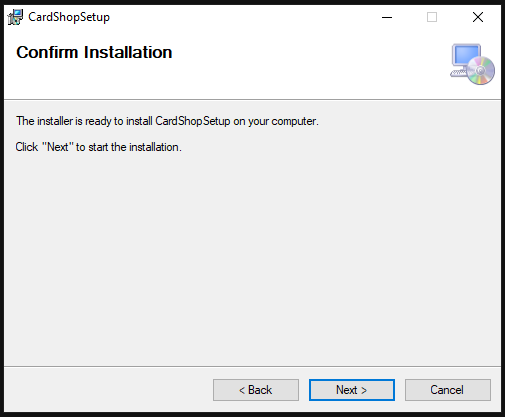 CardShopSetup
Confirm Installation
The installer is ready to install CardShopSetup on your computer.
Click "Next" to start the installation.
< Back
Next >
Cancel